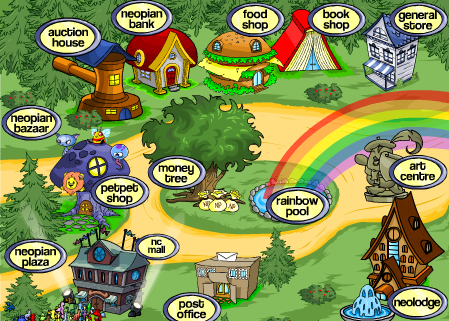 auction
house
neopian
bank
food
shop
book
shop
general
store
neopian
bazaar
petpet
shop
money
tree
rainbow
pool
art
centre
neopian
plaza
nc
mall
post
office
neolodge